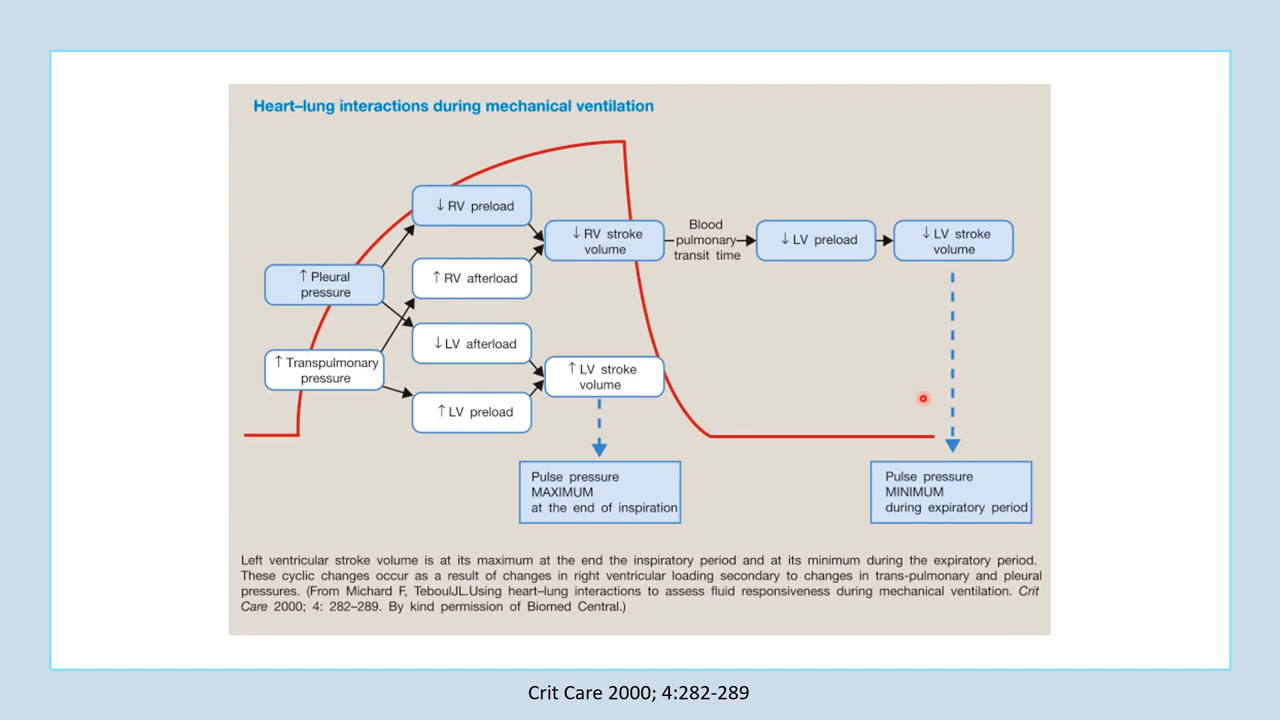 Heart–lung interactions during mechanical ventilation
↓ RV preload
↓ RV stroke
volume
Blood
pulmonary
transit time
↓ LV preload
↓ LV stroke
volume
↑ Pleural
pressure
↑ RV afterload
↓ LV afterload
↑ Transpulmonary
pressure
↑ LV stroke
volume
↑ LV preload
Pulse pressure
MAXIMUM
at the end of inspiration
Pulse pressure
MINIMUM
during expiratory period
Left ventricular stroke volume is at its maximum at the end the inspiratory period and at its minimum during the expiratory period.
These cyclic changes occur as a result of changes in right ventricular loading secondary to changes in trans-pulmonary and pleural
pressures. (From Michard F, TeboulJL.Using heart–lung interactions to assess fluid responsiveness during mechanical ventilation. Crit
Care 2000; 4: 282–289. By kind permission of Biomed Central.)
Crit Care 2000; 4:282-289